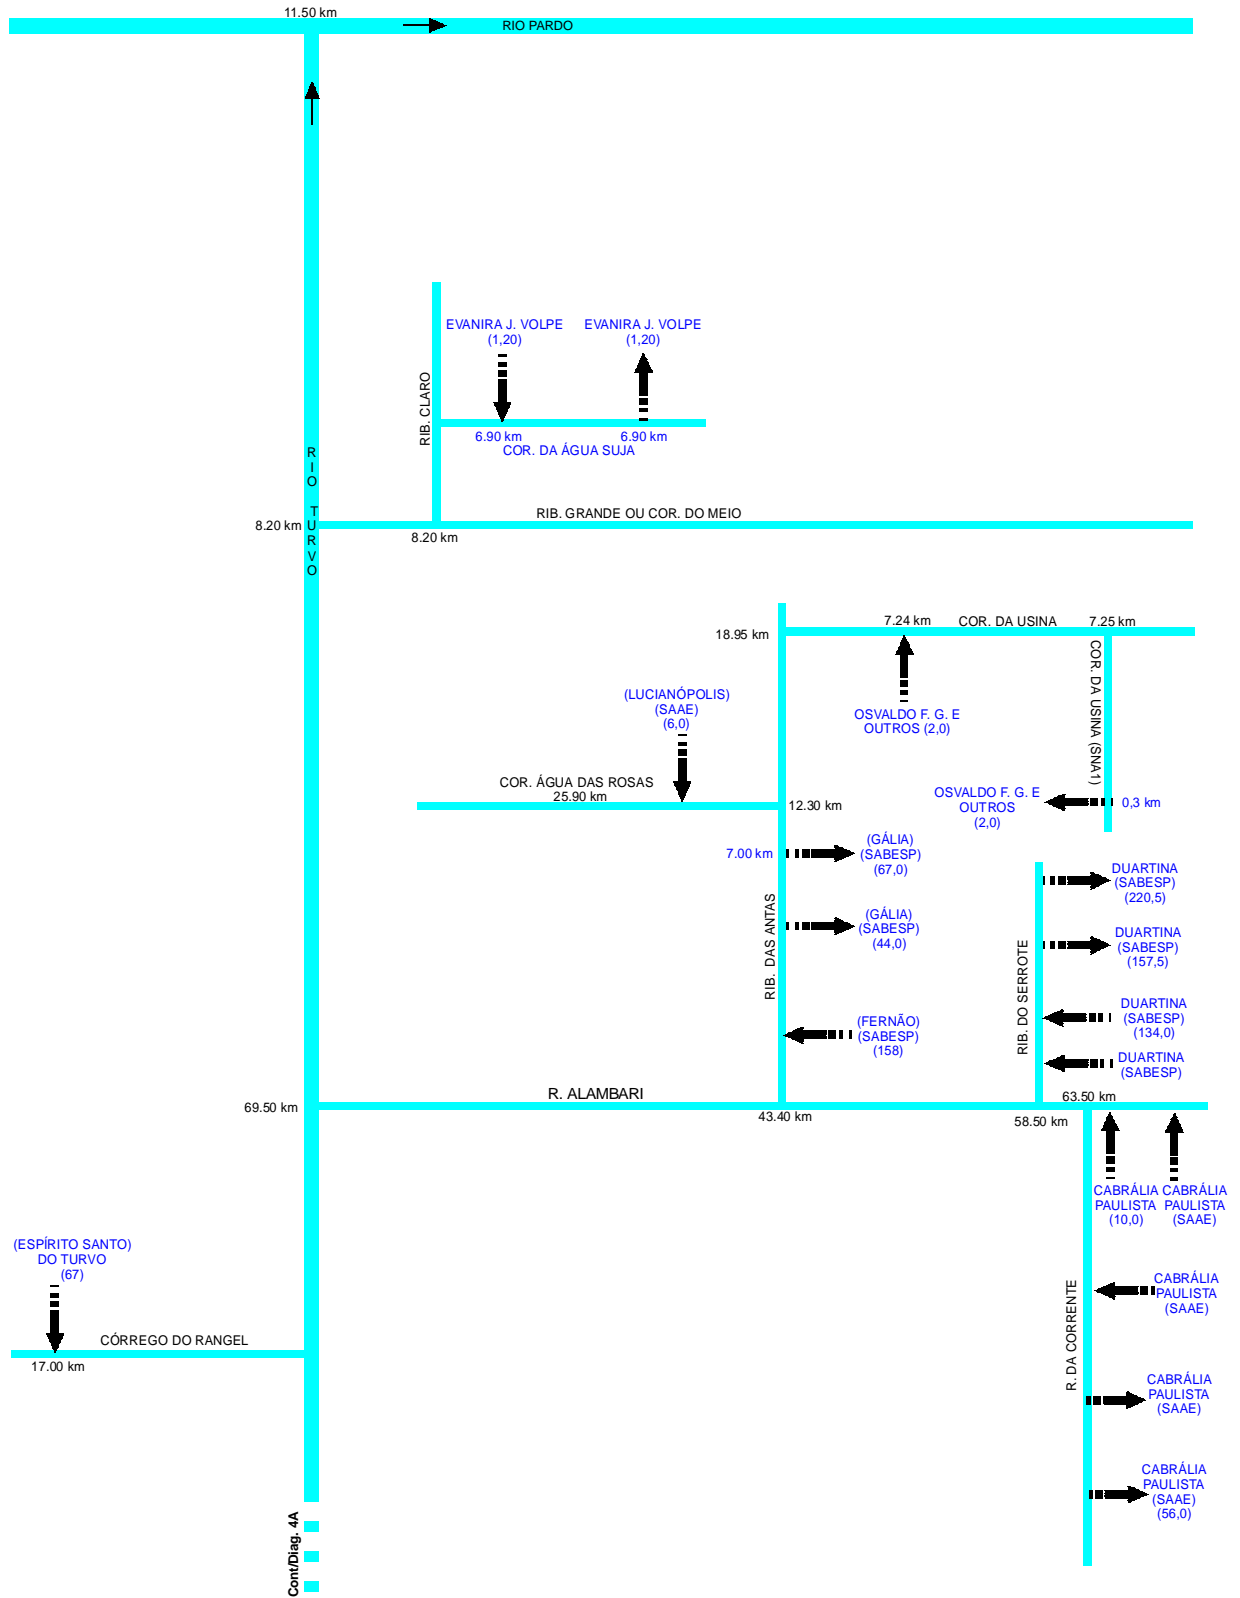 11.50 km
RIO PARDO
EVANIRA J. VOLPE
(1,20)
EVANIRA J. VOLPE
(1,20)
RIB. CLARO
6.90 km
6.90 km
COR. DA ÁGUA SUJA
RIO TURVO
RIB. GRANDE OU COR. DO MEIO
8.20 km
8.20 km
18.95 km
7.24 km
COR. DA USINA
7.25 km
COR. DA USINA (SNA1)
(LUCIANÓPOLIS)
(SAAE)
(6,0)
OSVALDO F. G. E
OUTROS (2,0)
COR. ÁGUA DAS ROSAS
25.90 km
12.30 km
OSVALDO F. G. E
OUTROS
(2,0)
0,3 km
7.00 km
(GÁLIA)
(SABESP)
(67,0)
DUARTINA
(SABESP)
(220,5)
RIB. DAS ANTAS
(GÁLIA)
(SABESP)
(44,0)
DUARTINA
(SABESP)
(157,5)
RIB. DO SERROTE
(FERNÃO)
(SABESP)
(158)
DUARTINA
(SABESP)
(134,0)
DUARTINA
(SABESP)
R. ALAMBARI
63.50 km
69.50 km
43.40 km
58.50 km
CABRÁLIA
PAULISTA
(10,0)
CABRÁLIA
PAULISTA
(SAAE)
(ESPÍRITO SANTO)
DO TURVO
(67)
CABRÁLIA
PAULISTA
(SAAE)
R. DA CORRENTE
CÓRREGO DO RANGEL
17.00 km
CABRÁLIA
PAULISTA
(SAAE)
CABRÁLIA
PAULISTA
(SAAE)
(56,0)
Cont/Diag. 4A